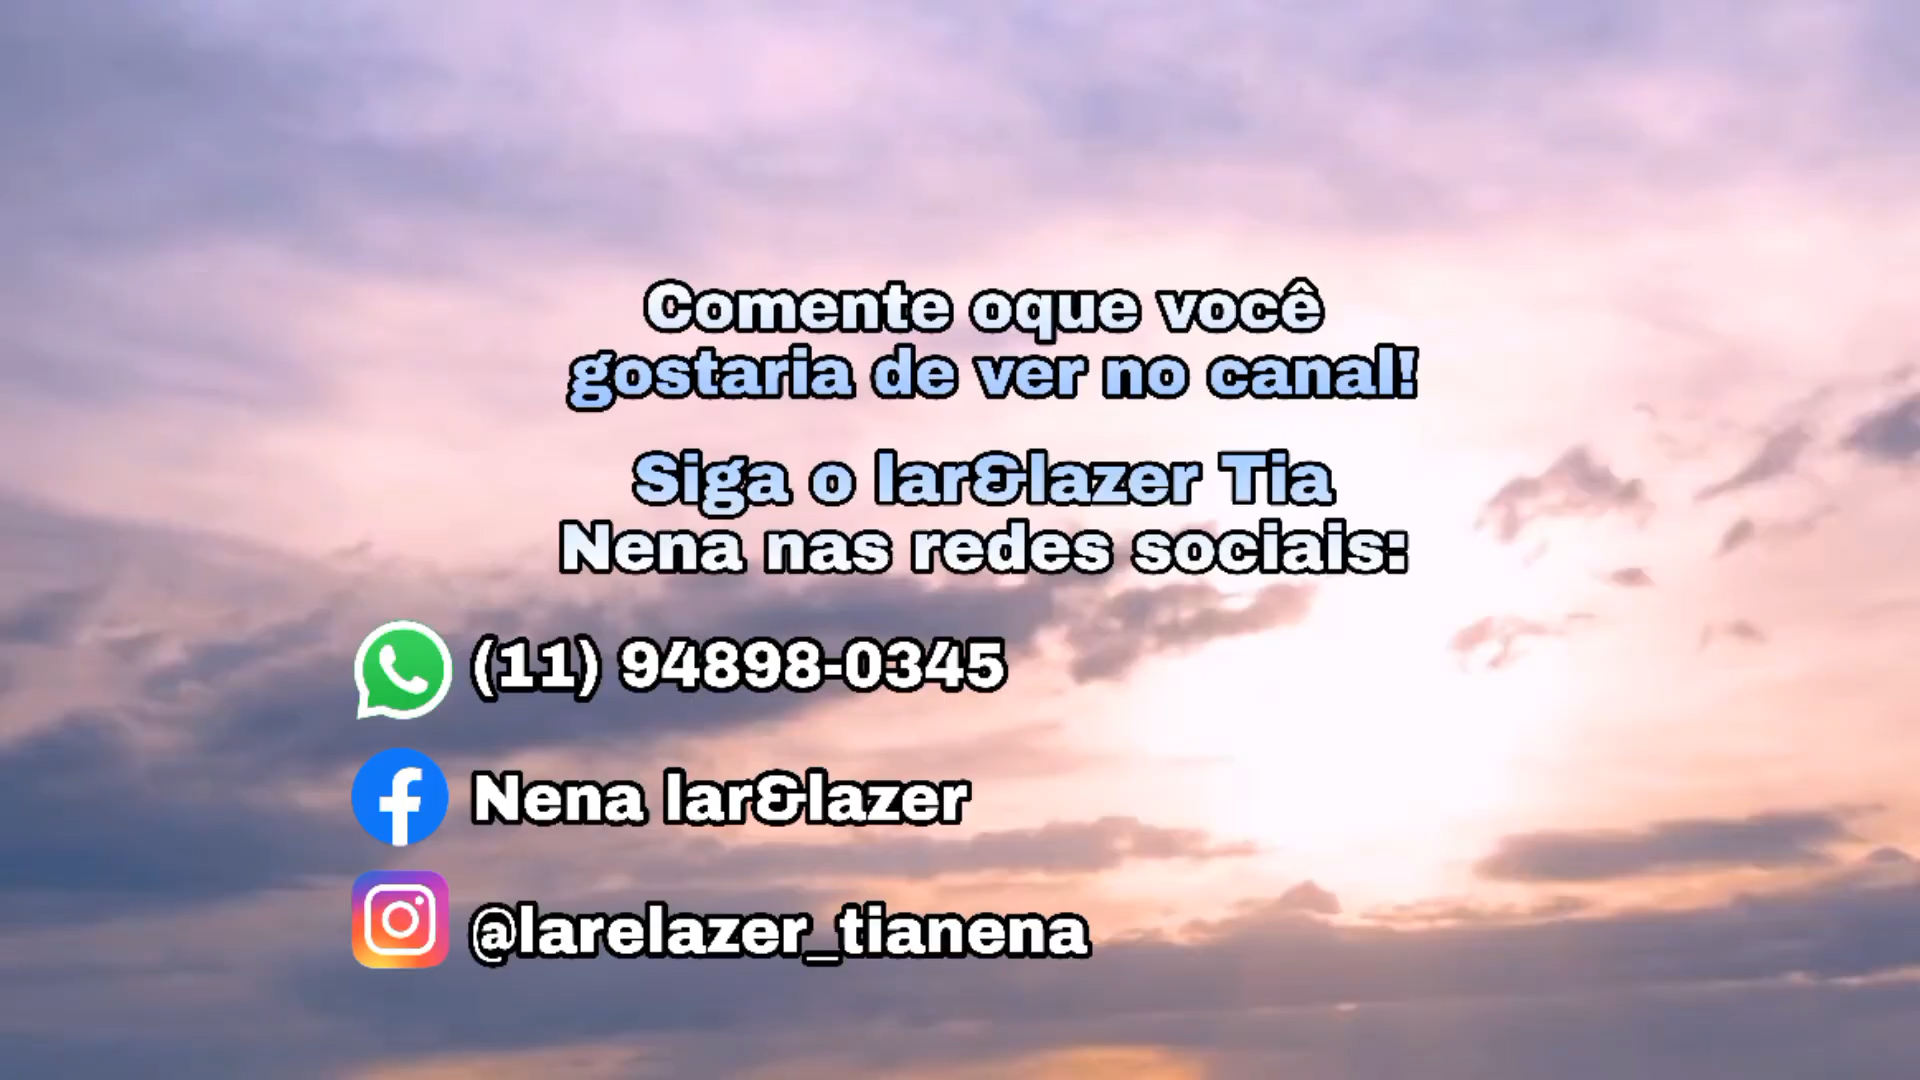 Comente oque você
gostaria de ver no canal!
Siga o lar&lazer Tia
Nena nas redes sociais:
(11) 94898-0345
Nena lar&lazer
@larelazer_tianena